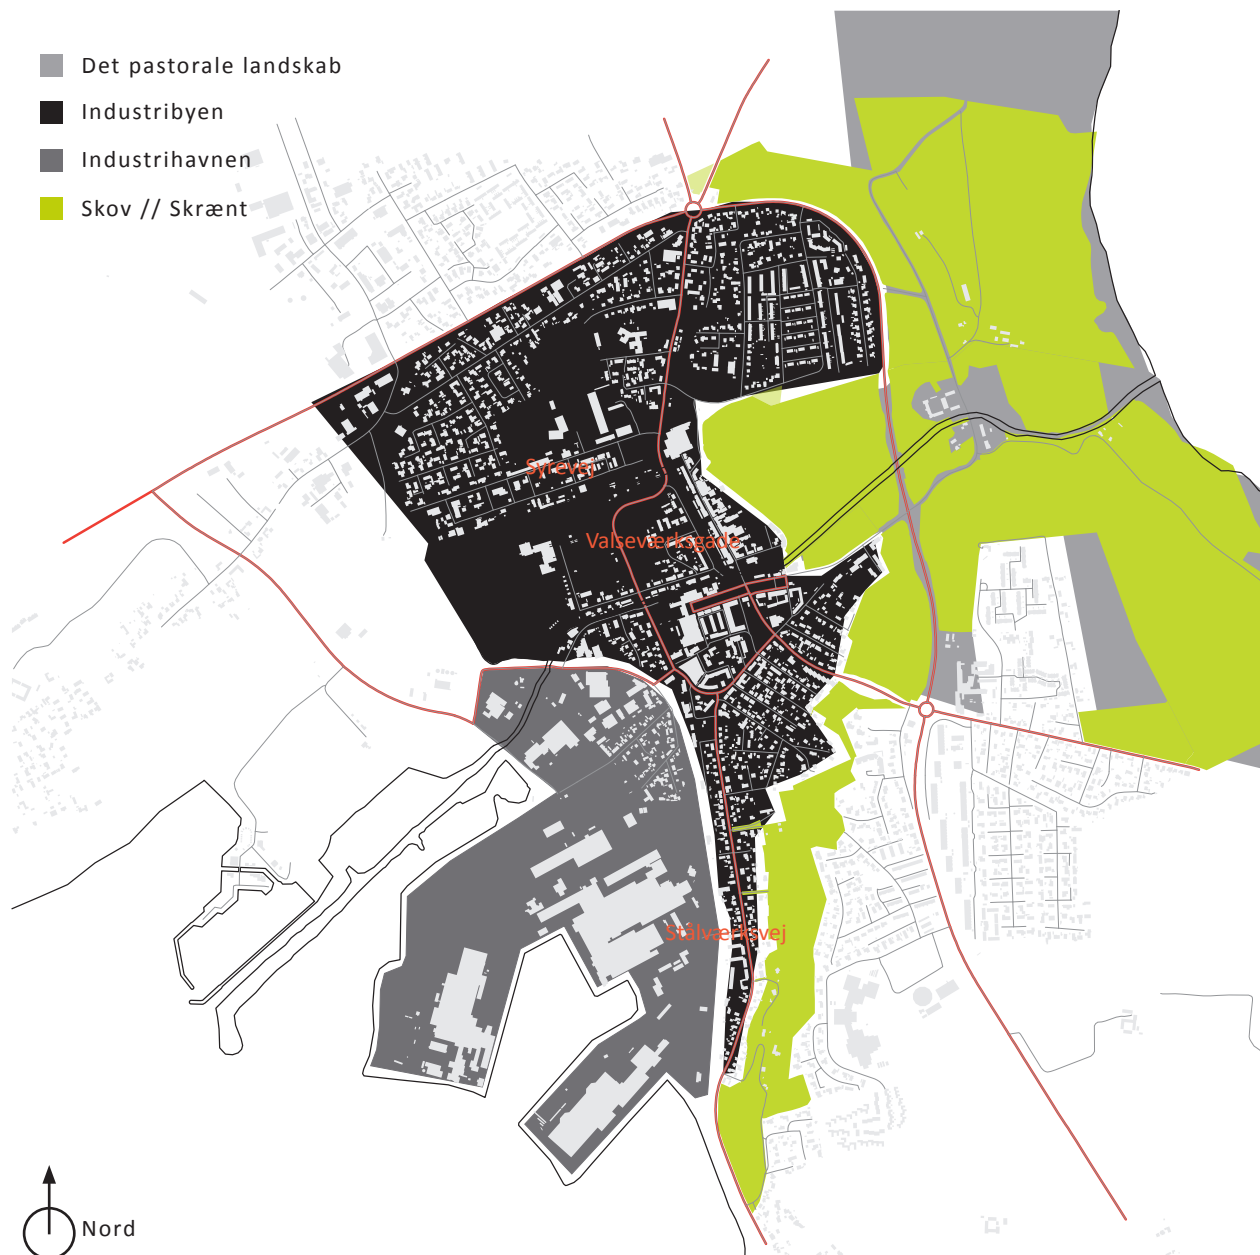 Det pastorale landskab
Industribyen
Industrihavnen
Skov // Skrænt
Syrevej
Valseværksgade
Stålværksvej
Nord